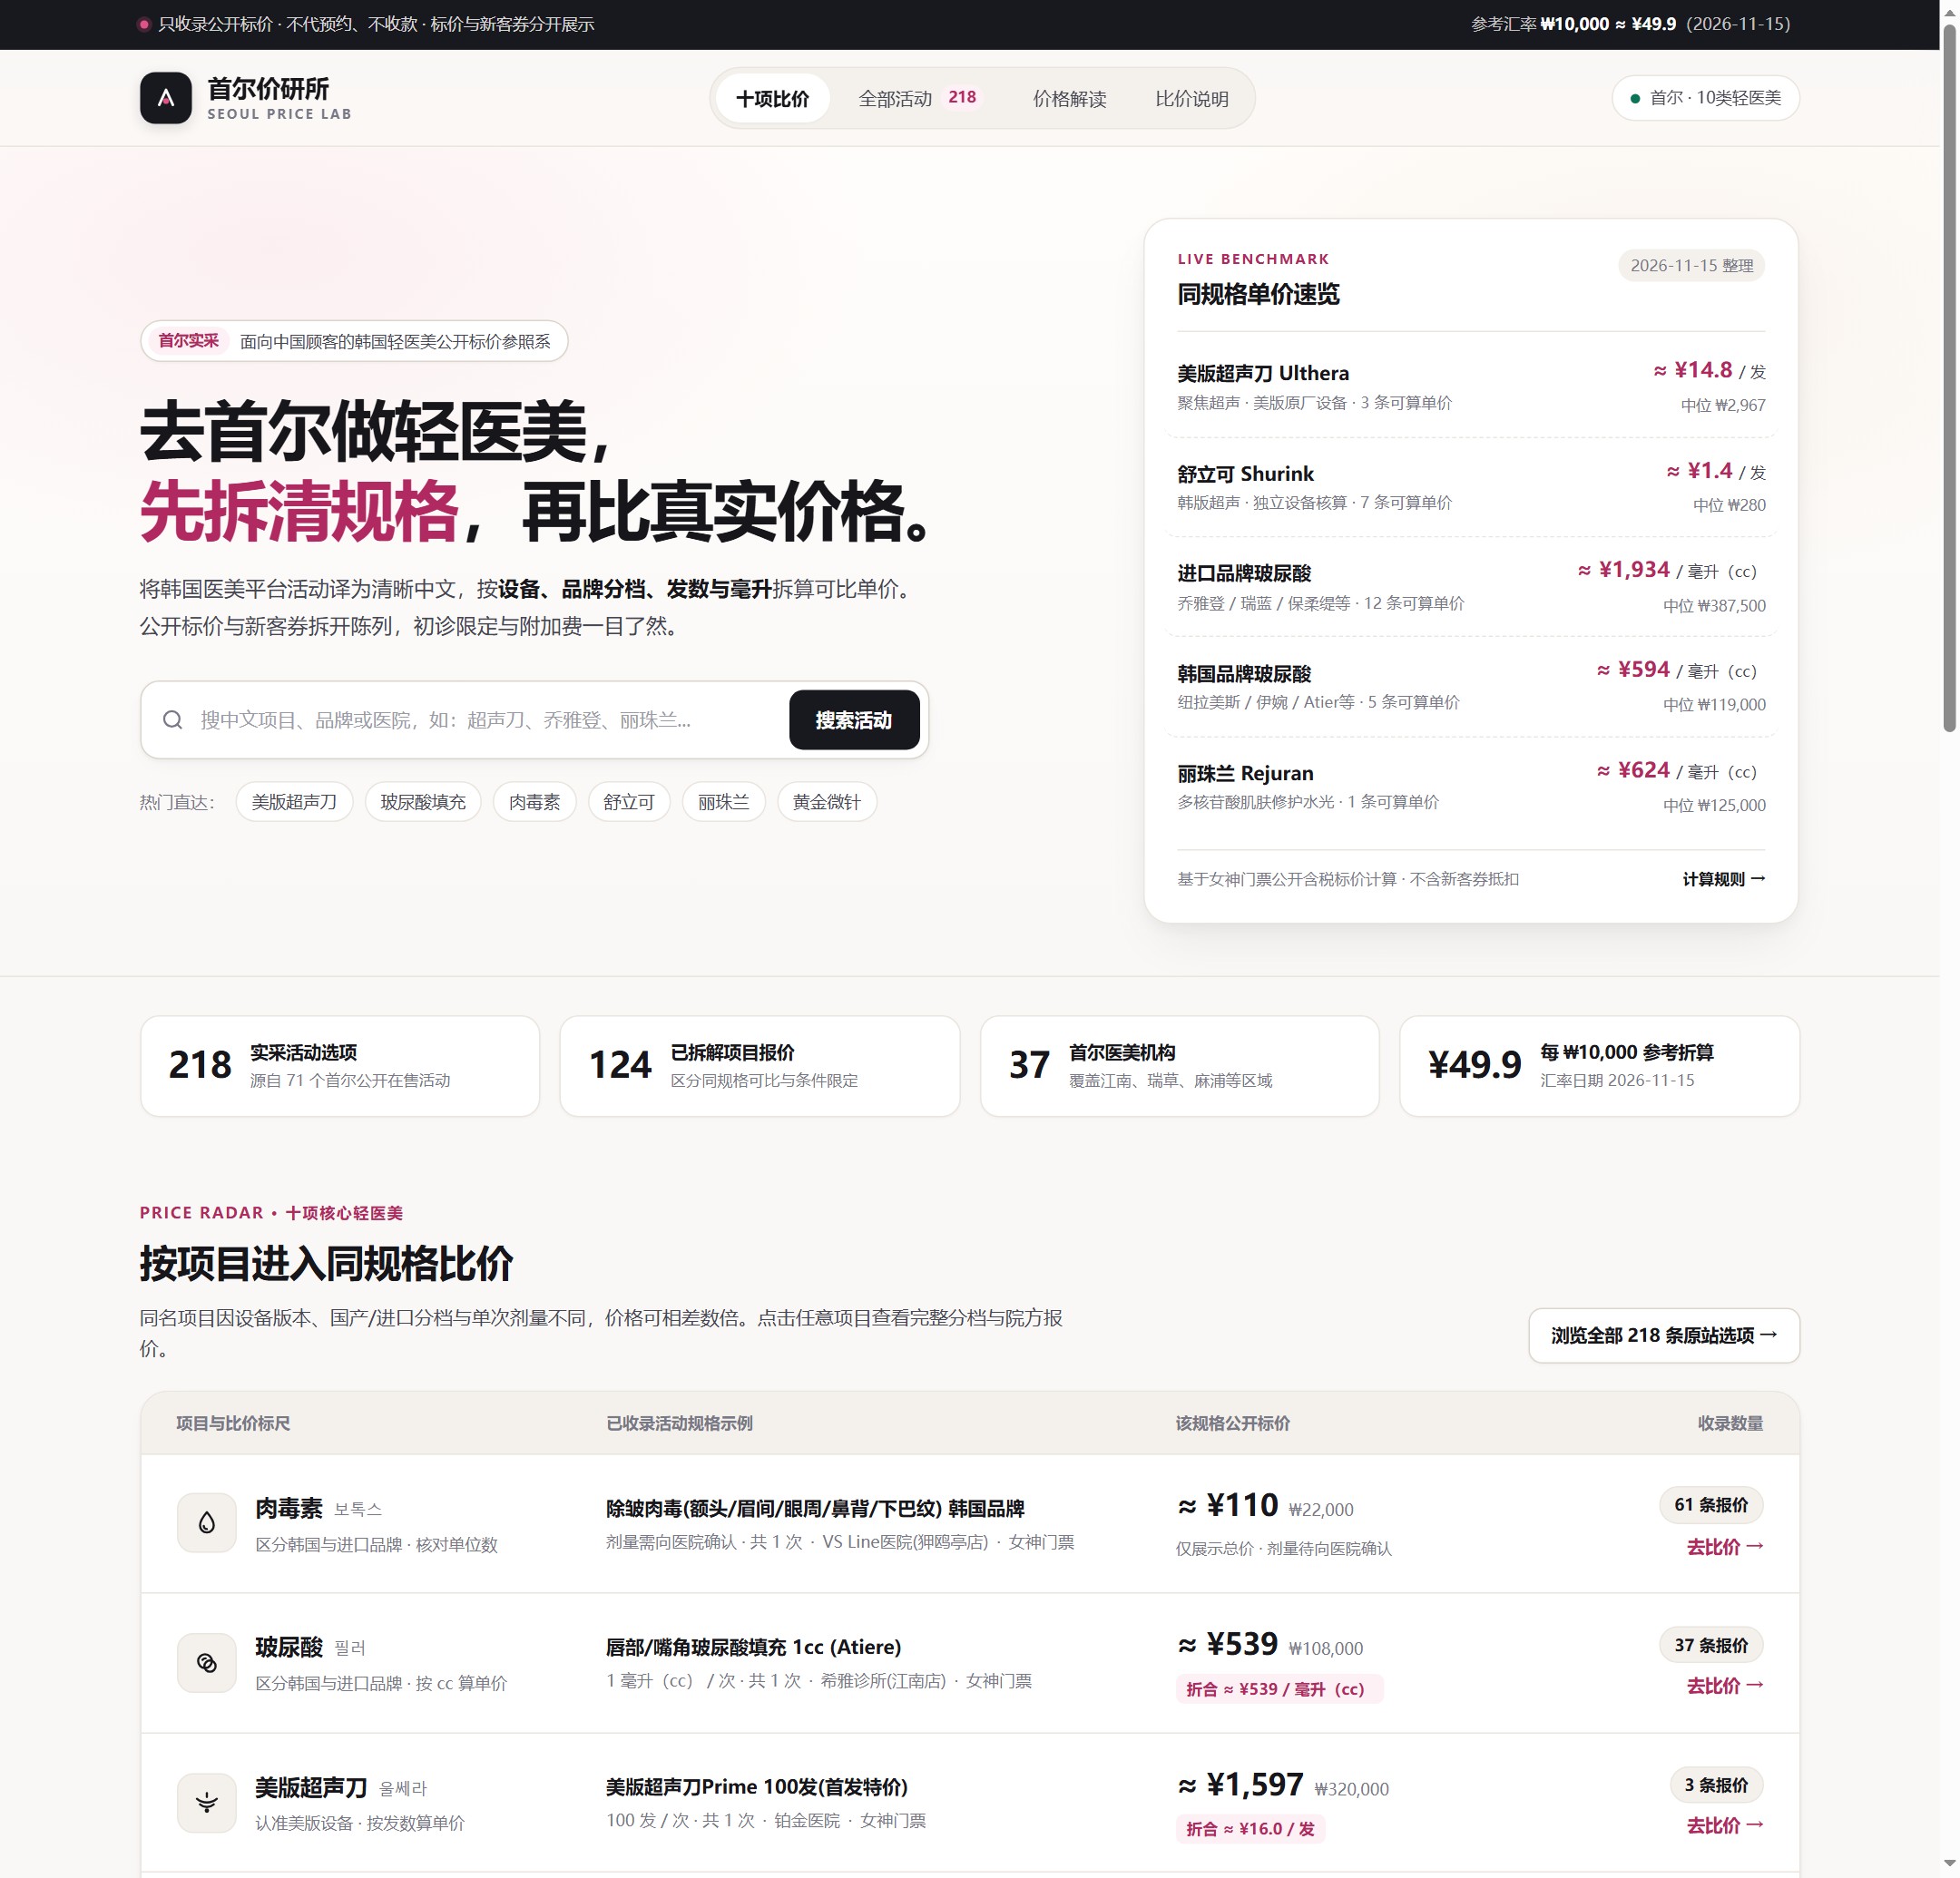 只收录公开标价 · 不代预约、不收款 · 标价与新客券分开展示
参考汇率 ₩10,000 ≈ ¥49.9（2026-11-15）
首尔价研所
SEOUL PRICE LAB
十项比价
全部活动 218
价格解读
比价说明
首尔 · 10类轻医美
首尔实采 面向中国顾客的韩国轻医美公开标价参照系
去首尔做轻医美，
先拆清规格，再比真实价格。
将韩国医美平台活动译为清晰中文，按设备、品牌分档、发数与毫升拆算可比单价。
公开标价与新客券拆开陈列，初诊限定与附加费一目了然。
搜中文项目、品牌或医院，如：超声刀、乔雅登、丽珠兰...
搜索活动
热门直达：
美版超声刀
玻尿酸填充
肉毒素
舒立可
丽珠兰
黄金微针
LIVE BENCHMARK
同规格单价速览
2026-11-15 整理
美版超声刀 Ulthera
≈ ¥14.8 / 发
聚焦超声 · 美版原厂设备 · 3 条可算单价
中位 ₩2,967
舒立可 Shurink
≈ ¥1.4 / 发
韩版超声 · 独立设备核算 · 7 条可算单价
中位 ₩280
进口品牌玻尿酸
≈ ¥1,934 / 毫升（cc）
乔雅登 / 瑞蓝 / 保柔缇等 · 12 条可算单价
中位 ₩387,500
韩国品牌玻尿酸
≈ ¥594 / 毫升（cc）
纽拉美斯 / 伊婉 / Atier等 · 5 条可算单价
中位 ₩119,000
丽珠兰 Rejuran
≈ ¥624 / 毫升（cc）
多核苷酸肌肤修护水光 · 1 条可算单价
中位 ₩125,000
基于女神门票公开含税标价计算 · 不含新客券抵扣
计算规则 →
218
实采活动选项
源自 71 个首尔公开在售活动
124
已拆解项目报价
区分同规格可比与条件限定
37
首尔医美机构
覆盖江南、瑞草、麻浦等区域
¥49.9
每 ₩10,000 参考折算
汇率日期 2026-11-15
PRICE RADAR • 十项核心轻医美
按项目进入同规格比价
同名项目因设备版本、国产/进口分档与单次剂量不同，价格可相差数倍。点击任意项目查看完整分档与院方报
价。
浏览全部 218 条原站选项 →
项目与比价标尺
已收录活动规格示例
该规格公开标价
收录数量
肉毒素 보톡스
区分韩国与进口品牌 · 核对单位数
除皱肉毒(额头/眉间/眼周/鼻背/下巴纹) 韩国品牌
剂量需向医院确认 · 共 1 次 · VS Line医院(狎鸥亭店) · 女神门票
≈ ¥110 ₩22,000
仅展示总价 · 剂量待向医院确认
61 条报价
去比价 →
玻尿酸 필러
区分韩国与进口品牌 · 按 cc 算单价
唇部/嘴角玻尿酸填充 1cc (Atiere)
1 毫升（cc） / 次 · 共 1 次 · 希雅诊所(江南店) · 女神门票
≈ ¥539 ₩108,000
折合 ≈ ¥539 / 毫升（cc）
37 条报价
去比价 →
美版超声刀 울쎄라
认准美版设备 · 按发数算单价
美版超声刀Prime 100发(首发特价)
100 发 / 次 · 共 1 次 · 铂金医院 · 女神门票
≈ ¥1,597 ₩320,000
折合 ≈ ¥16.0 / 发
3 条报价
去比价 →